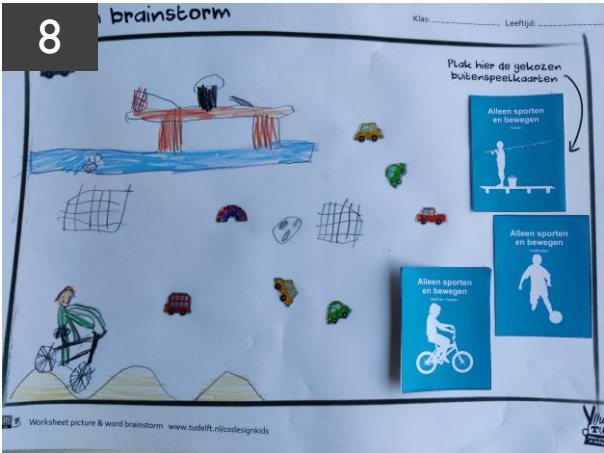 8
brainstorm
Klas:
Leeftijd:
Plak hier de gekozen
buitenspeelkaarten
Alleen sporten
en bewegen
Alleen sporten
en bewegen
Alleen sporten
en bewegen
Worksheet picture & word brainstorm www.tudelft.nl/codesignkids